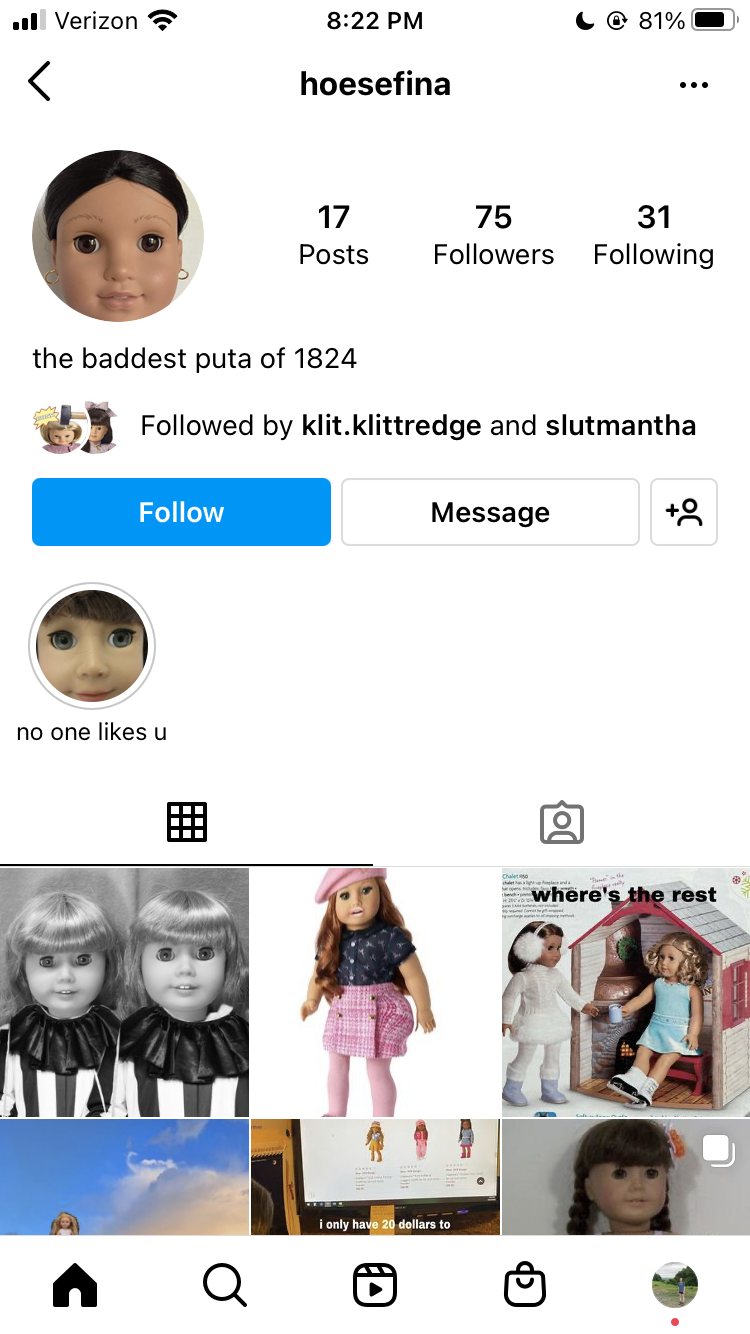 Verizon
8:22 PM
81%
hoesefina
17
75
31
Posts
Followers
Following
the baddest puta of 1824
Followed by klit.klittredge and slutmantha
Follow
Message
no one likes u
Chalet
where's the rest
i only have 20 dollars to